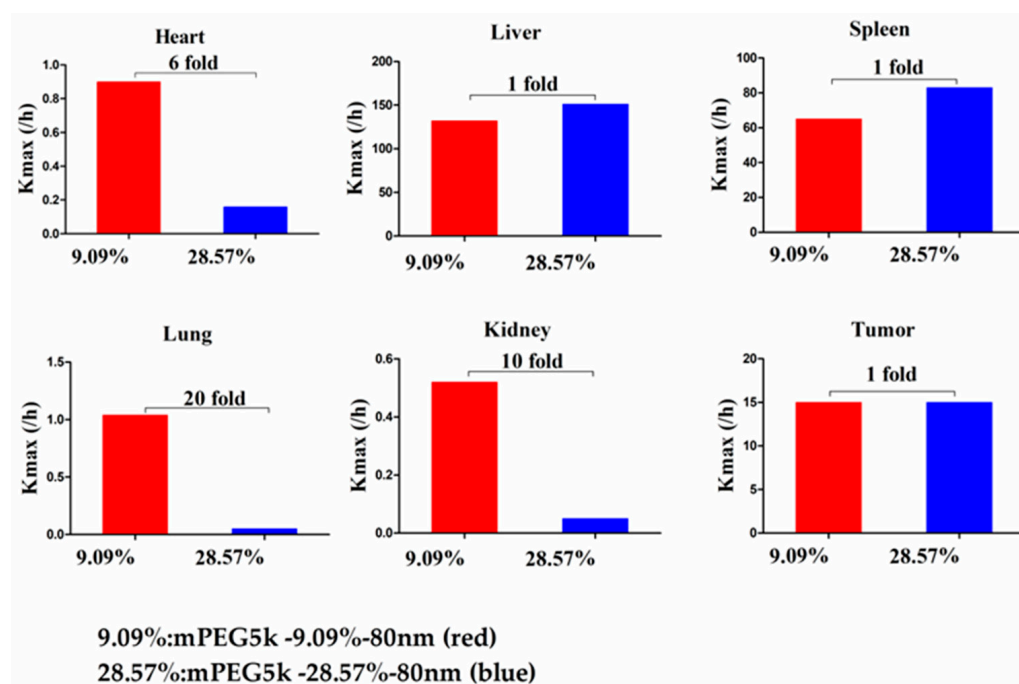 Heart
6 fold
Kmax (/h)
1.0
0.8
0.6
0.4
0.2
0.0
9.09%
28.57%
Liver
1 fold
Kmax (/h)
200
150
100
50
0
9.09%
28.57%
Spleen
1 fold
Kmax (/h)
100
80
60
40
20
0
9.09%
28.57%
Lung
20 fold
Kmax (/h)
1.5
1.0
0.5
0.0
9.09%
28.57%
Kidney
10 fold
Kmax (/h)
0.6
0.4
0.2
0.0
9.09%
28.57%
Tumor
1 fold
Kmax (/h)
20
15
10
5
0
9.09%
28.57%
9.09%:mPEG5k -9.09%-80nm (red)
28.57%:mPEG5k -28.57%-80nm (blue)